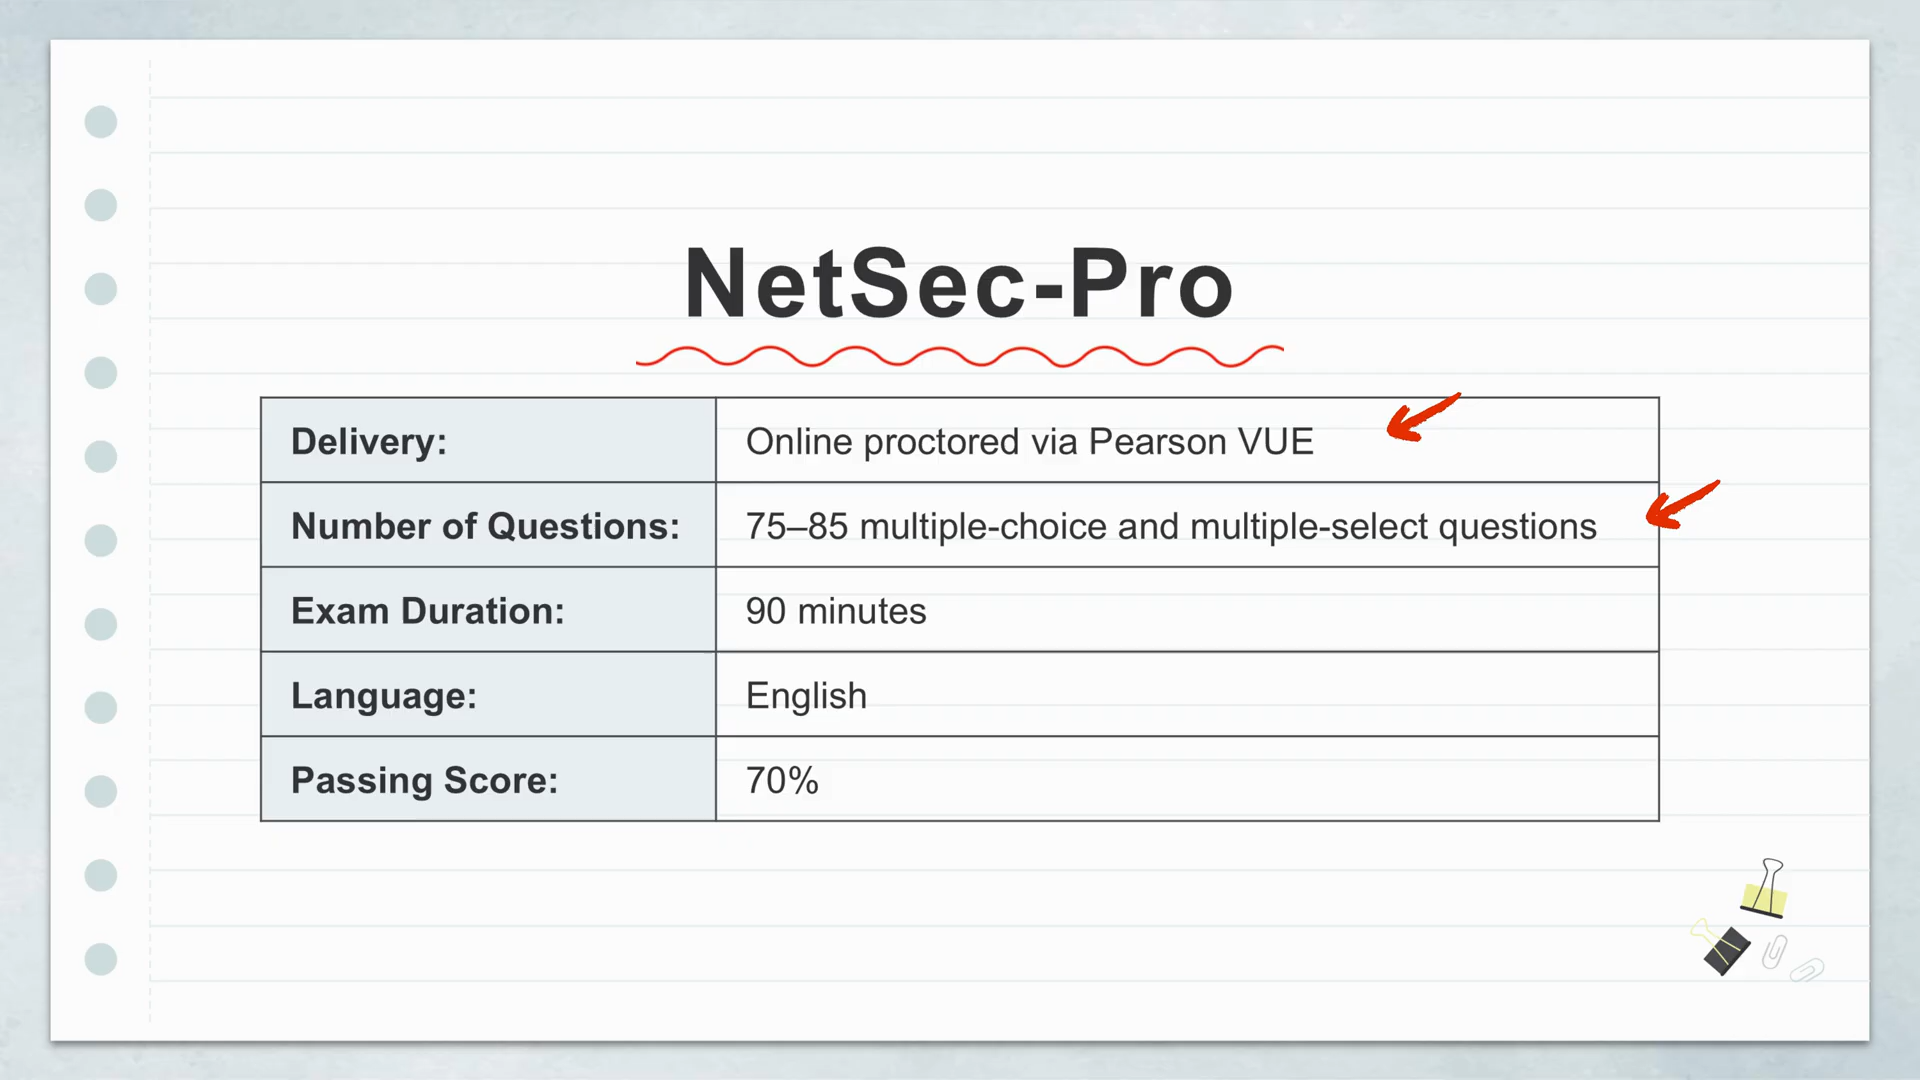 NetSec-Pro
Delivery: Online proctored via Pearson VUE
Number of Questions: 75–85 multiple-choice and multiple-select questions
Exam Duration: 90 minutes
Language: English
Passing Score: 70%